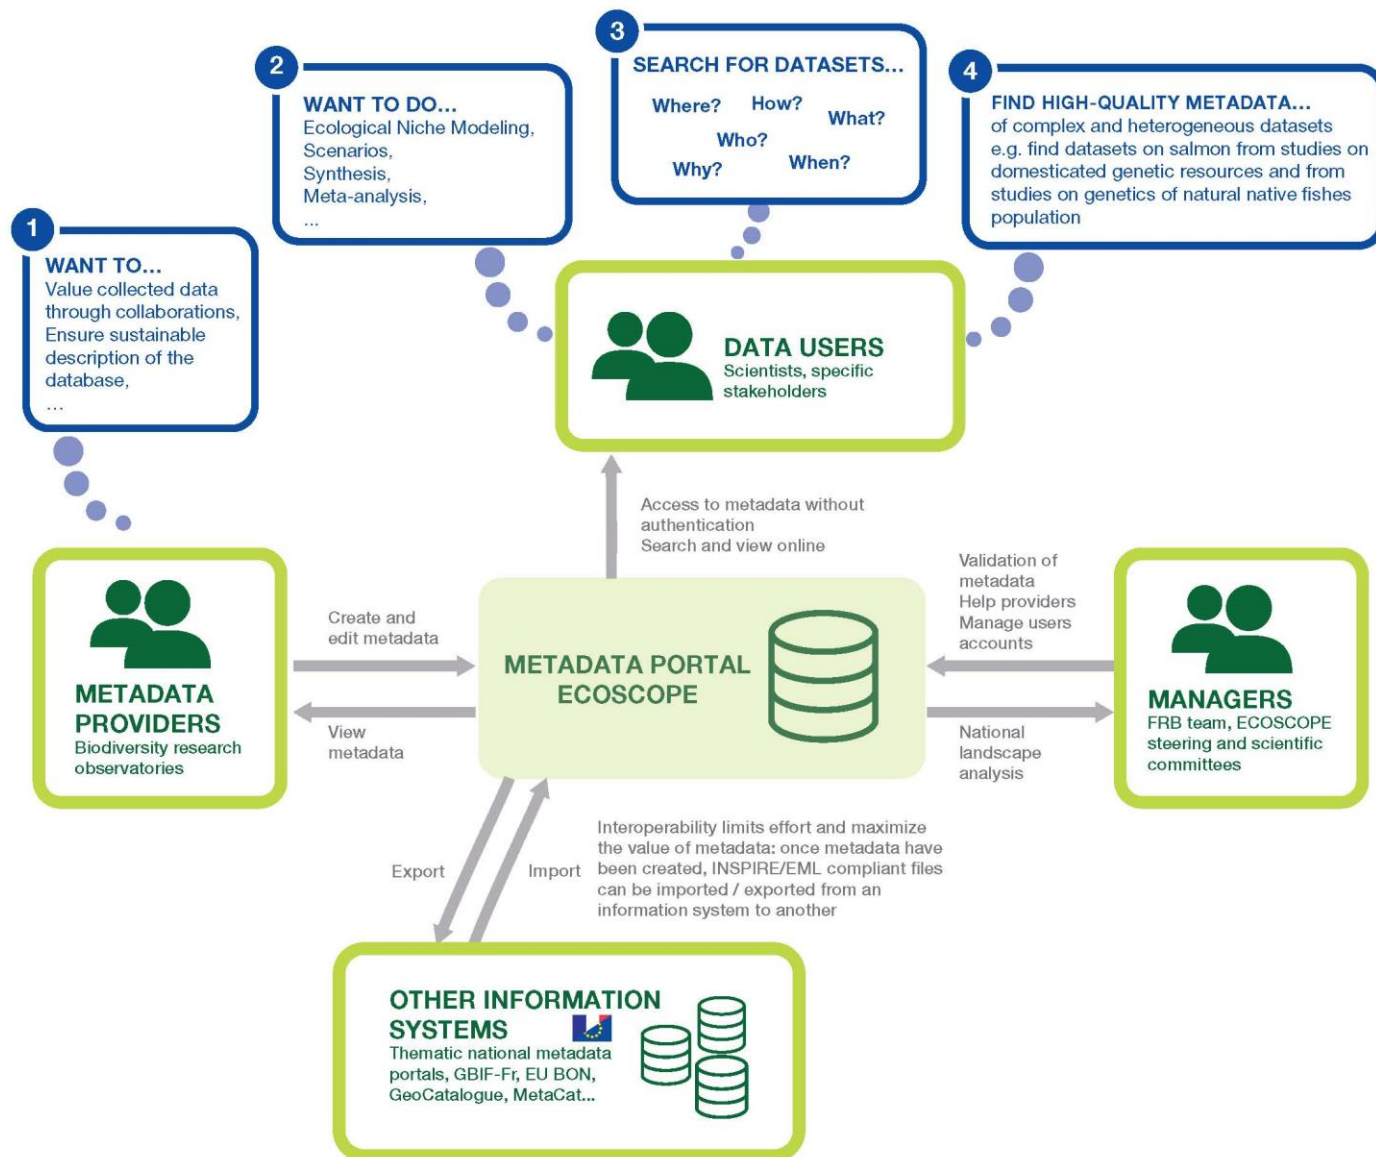 1
WANT TO...
Value collected data
through collaborations,
Ensure sustainable
description of the
database,
...
2
WANT TO DO...
Ecological Niche Modeling,
Scenarios,
Synthesis,
Meta-analysis,
...
3
SEARCH FOR DATASETS...
Where?
How?
What?
Who?
Why?
When?
4
FIND HIGH-QUALITY METADATA...
of complex and heterogeneous datasets
e.g. find datasets on salmon from studies on
domesticated genetic resources and from
studies on genetics of natural native fishes
population
DATA USERS
Scientists, specific
stakeholders
Access to metadata without
authentication
Search and view online
METADATA
PROVIDERS
Biodiversity research
observatories
Create and
edit metadata
View
metadata
METADATA PORTAL
ECOSCOPE
Validation of
metadata
Help providers
Manage users
accounts
National
landscape
analysis
MANAGERS
FRB team, ECOSCOPE
steering and scientific
committees
Export
Import
Interoperability limits effort and maximize
the value of metadata: once metadata have
been created, INSPIRE/EML compliant files
can be imported / exported from an
information system to another
OTHER INFORMATION
SYSTEMS
Thematic national metadata
portals, GBIF-Fr, EU BON,
GeoCatalogue, MetaCat...